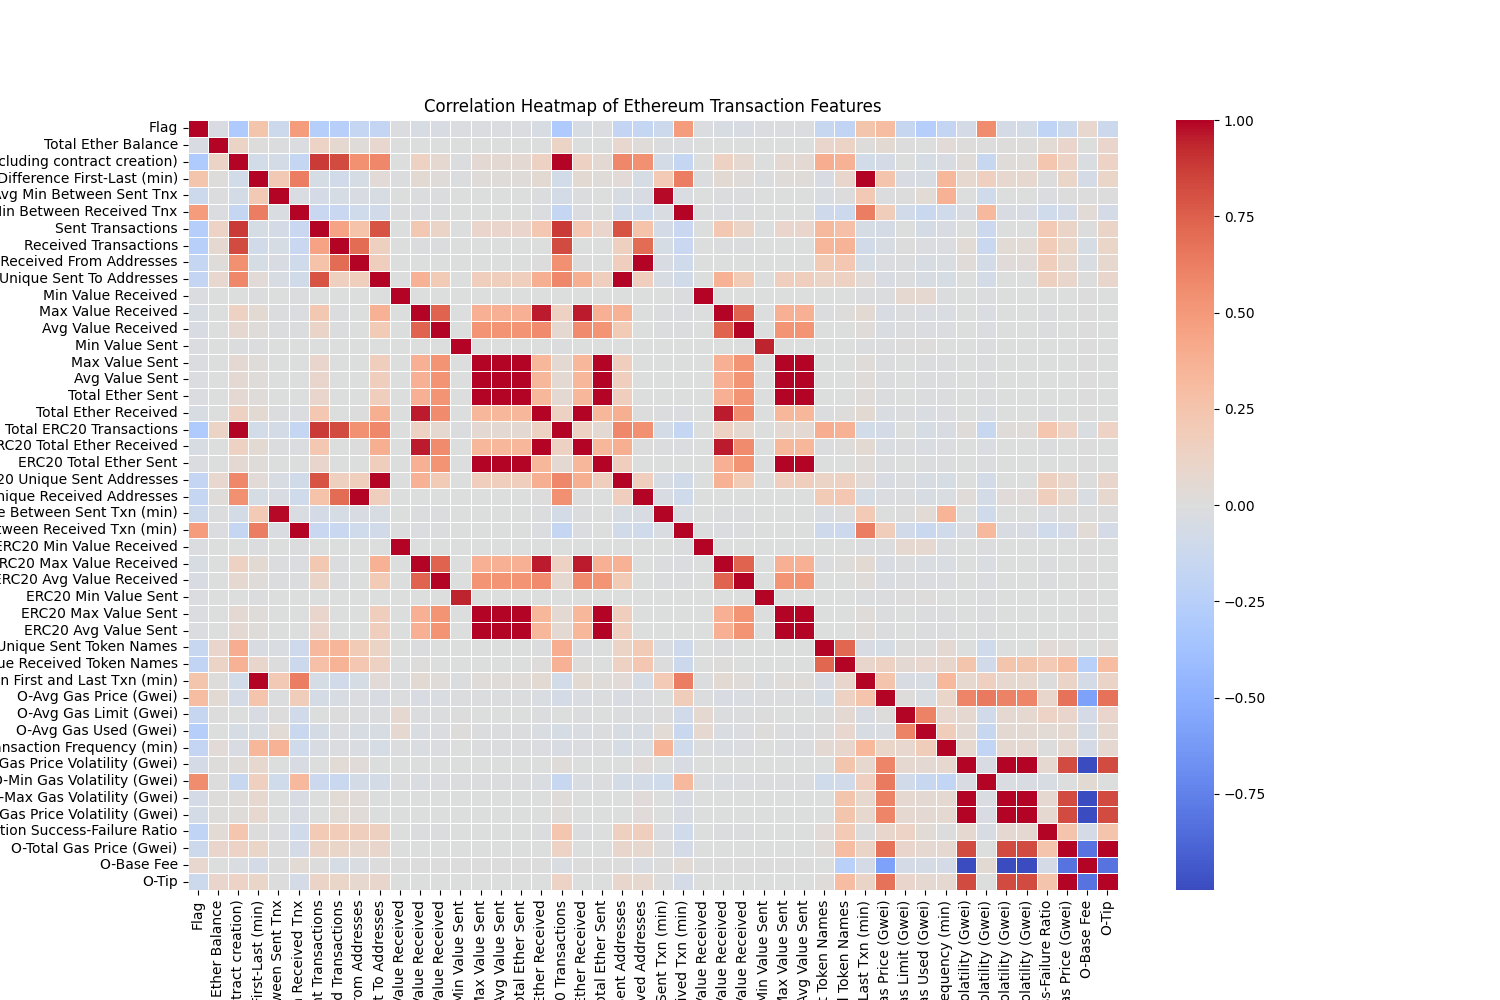 Correlation Heatmap of Ethereum Transaction Features
Flag
Total Ether Balance
cluding contract creation)
Difference First-Last (min)
Avg Min Between Sent Tnx
Min Between Received Tnx
Sent Transactions
Received Transactions
Received From Addresses
Unique Sent To Addresses
Min Value Received
Max Value Received
Avg Value Received
Min Value Sent
Max Value Sent
Avg Value Sent
Total Ether Sent
Total Ether Received
Total ERC20 Transactions
RC20 Total Ether Received
ERC20 Total Ether Sent
20 Unique Sent Addresses
nique Received Addresses
e Between Sent Txn (min)
tween Received Txn (min)
ERC20 Min Value Received
RC20 Max Value Received
ERC20 Avg Value Received
ERC20 Min Value Sent
ERC20 Max Value Sent
ERC20 Avg Value Sent
Unique Sent Token Names
ue Received Token Names
n First and Last Txn (min)
O-Avg Gas Price (Gwei)
O-Avg Gas Limit (Gwei)
O-Avg Gas Used (Gwei)
ansaction Frequency (min)
Gas Price Volatility (Gwei)
O-Min Gas Volatility (Gwei)
-Max Gas Volatility (Gwei)
Gas Price Volatility (Gwei)
tion Success-Failure Ratio
O-Total Gas Price (Gwei)
O-Base Fee
O-Tip
Flag
Ether Balance
tract creation)
First-Last (min)
ween Sent Tnx
n Received Tnx
nt Transactions
d Transactions
rom Addresses
t To Addresses
Value Received
Value Received
Value Received
Min Value Sent
Max Value Sent
Avg Value Sent
otal Ether Sent
Ether Received
0 Transactions
Ether Received
otal Ether Sent
ent Addresses
ved Addresses
Sent Txn (min)
ived Txn (min)
Value Received
Value Received
Value Received
Min Value Sent
Max Value Sent
Avg Value Sent
t Token Names
d Token Names
Last Txn (min)
as Price (Gwei)
as Limit (Gwei)
as Used (Gwei)
equency (min)
olatility (Gwei)
olatility (Gwei)
olatility (Gwei)
olatility (Gwei)
s-Failure Ratio
as Price (Gwei)
O-Base Fee
O-Tip
1.00
0.75
0.50
0.25
0.00
−0.25
−0.50
−0.75